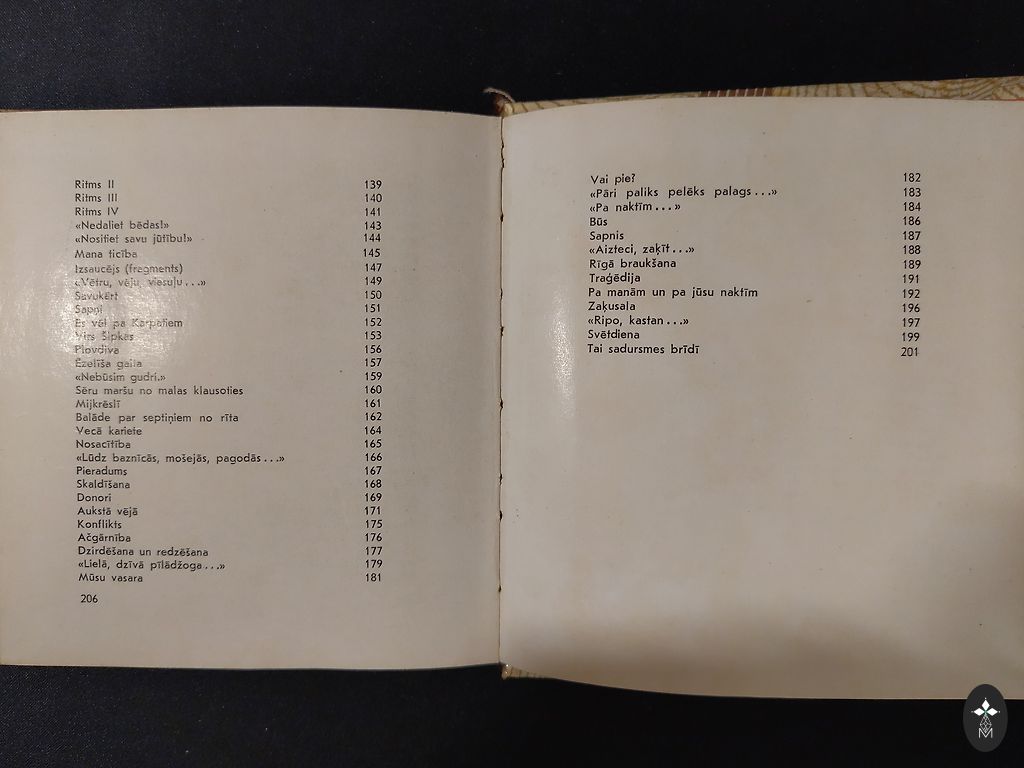 Ritms II 139
Ritms III 140
Ritms IV 141
«Nedaliet bēdas!» 143
«Nositiet savu jūtību!» 144
Mana ticība 145
Izsaucējs (fragments) 147
«Vētru, vēju, viesuļu...» 149
Savukārt 150
Sapņi 151
Es vēl pa Karpatiem 152
Virs Šipkas 153
Plovdiva 156
Ezelīša gaita 157
«Nebūsim gudri.» 159
Sēru maršu no malas klausoties 160
Mijkrēslī 161
Balāde par septiņiem no rīta 162
Vecā kariete 164
Nosacītība 165
«Lūdz baznīcās, mošejās, pagodās...» 166
Pieradums 167
Skaldīšana 168
Donori 169
Aukstā vējā 171
Konflikts 175
Ačgārnība 176
Dzirdēšana un redzēšana 177
«Lielā, dzīvā pīlādžoga...» 179
Mūsu vasara 181
206
Vai pie? 182
«Pāri paliks pelēks palags...» 183
«Pa naktīm...» 184
Būs 186
Sapnis 187
«Aizteci, zaķīt...» 188
Rīgā braukšana 189
Traģēdija 191
Pa manām un pa jūsu naktīm 192
Zaķusala 196
«Ripo, kastan...» 197
Svētdiena 199
Tai sadursmes brīdī 201
M